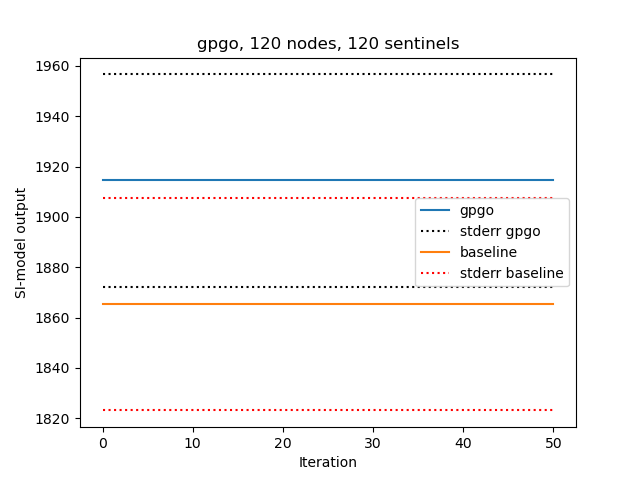 gpgo, 120 nodes, 120 sentinels
SI-model output
1960
1940
1920
1900
1880
1860
1840
1820
gpgo
stderr gpgo
baseline
stderr baseline
0 10 20 30 40 50
Iteration